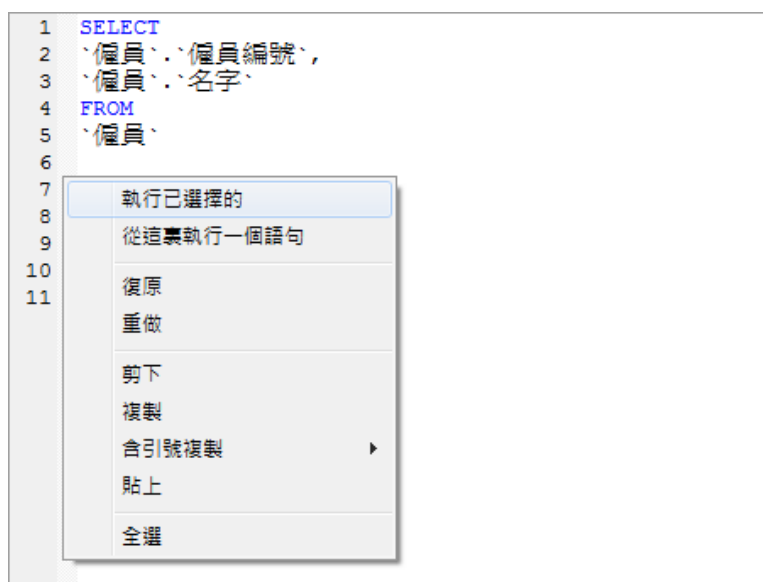 1 SELECT
2 `僱員`.`僱員編號`,
3 `僱員`.`名字`
4 FROM
5 `僱員`
6
7
8
9
10
11
執行已選擇的
從這裏執行一個語句
復原
重做
剪下
複製
含引號複製
貼上
全選